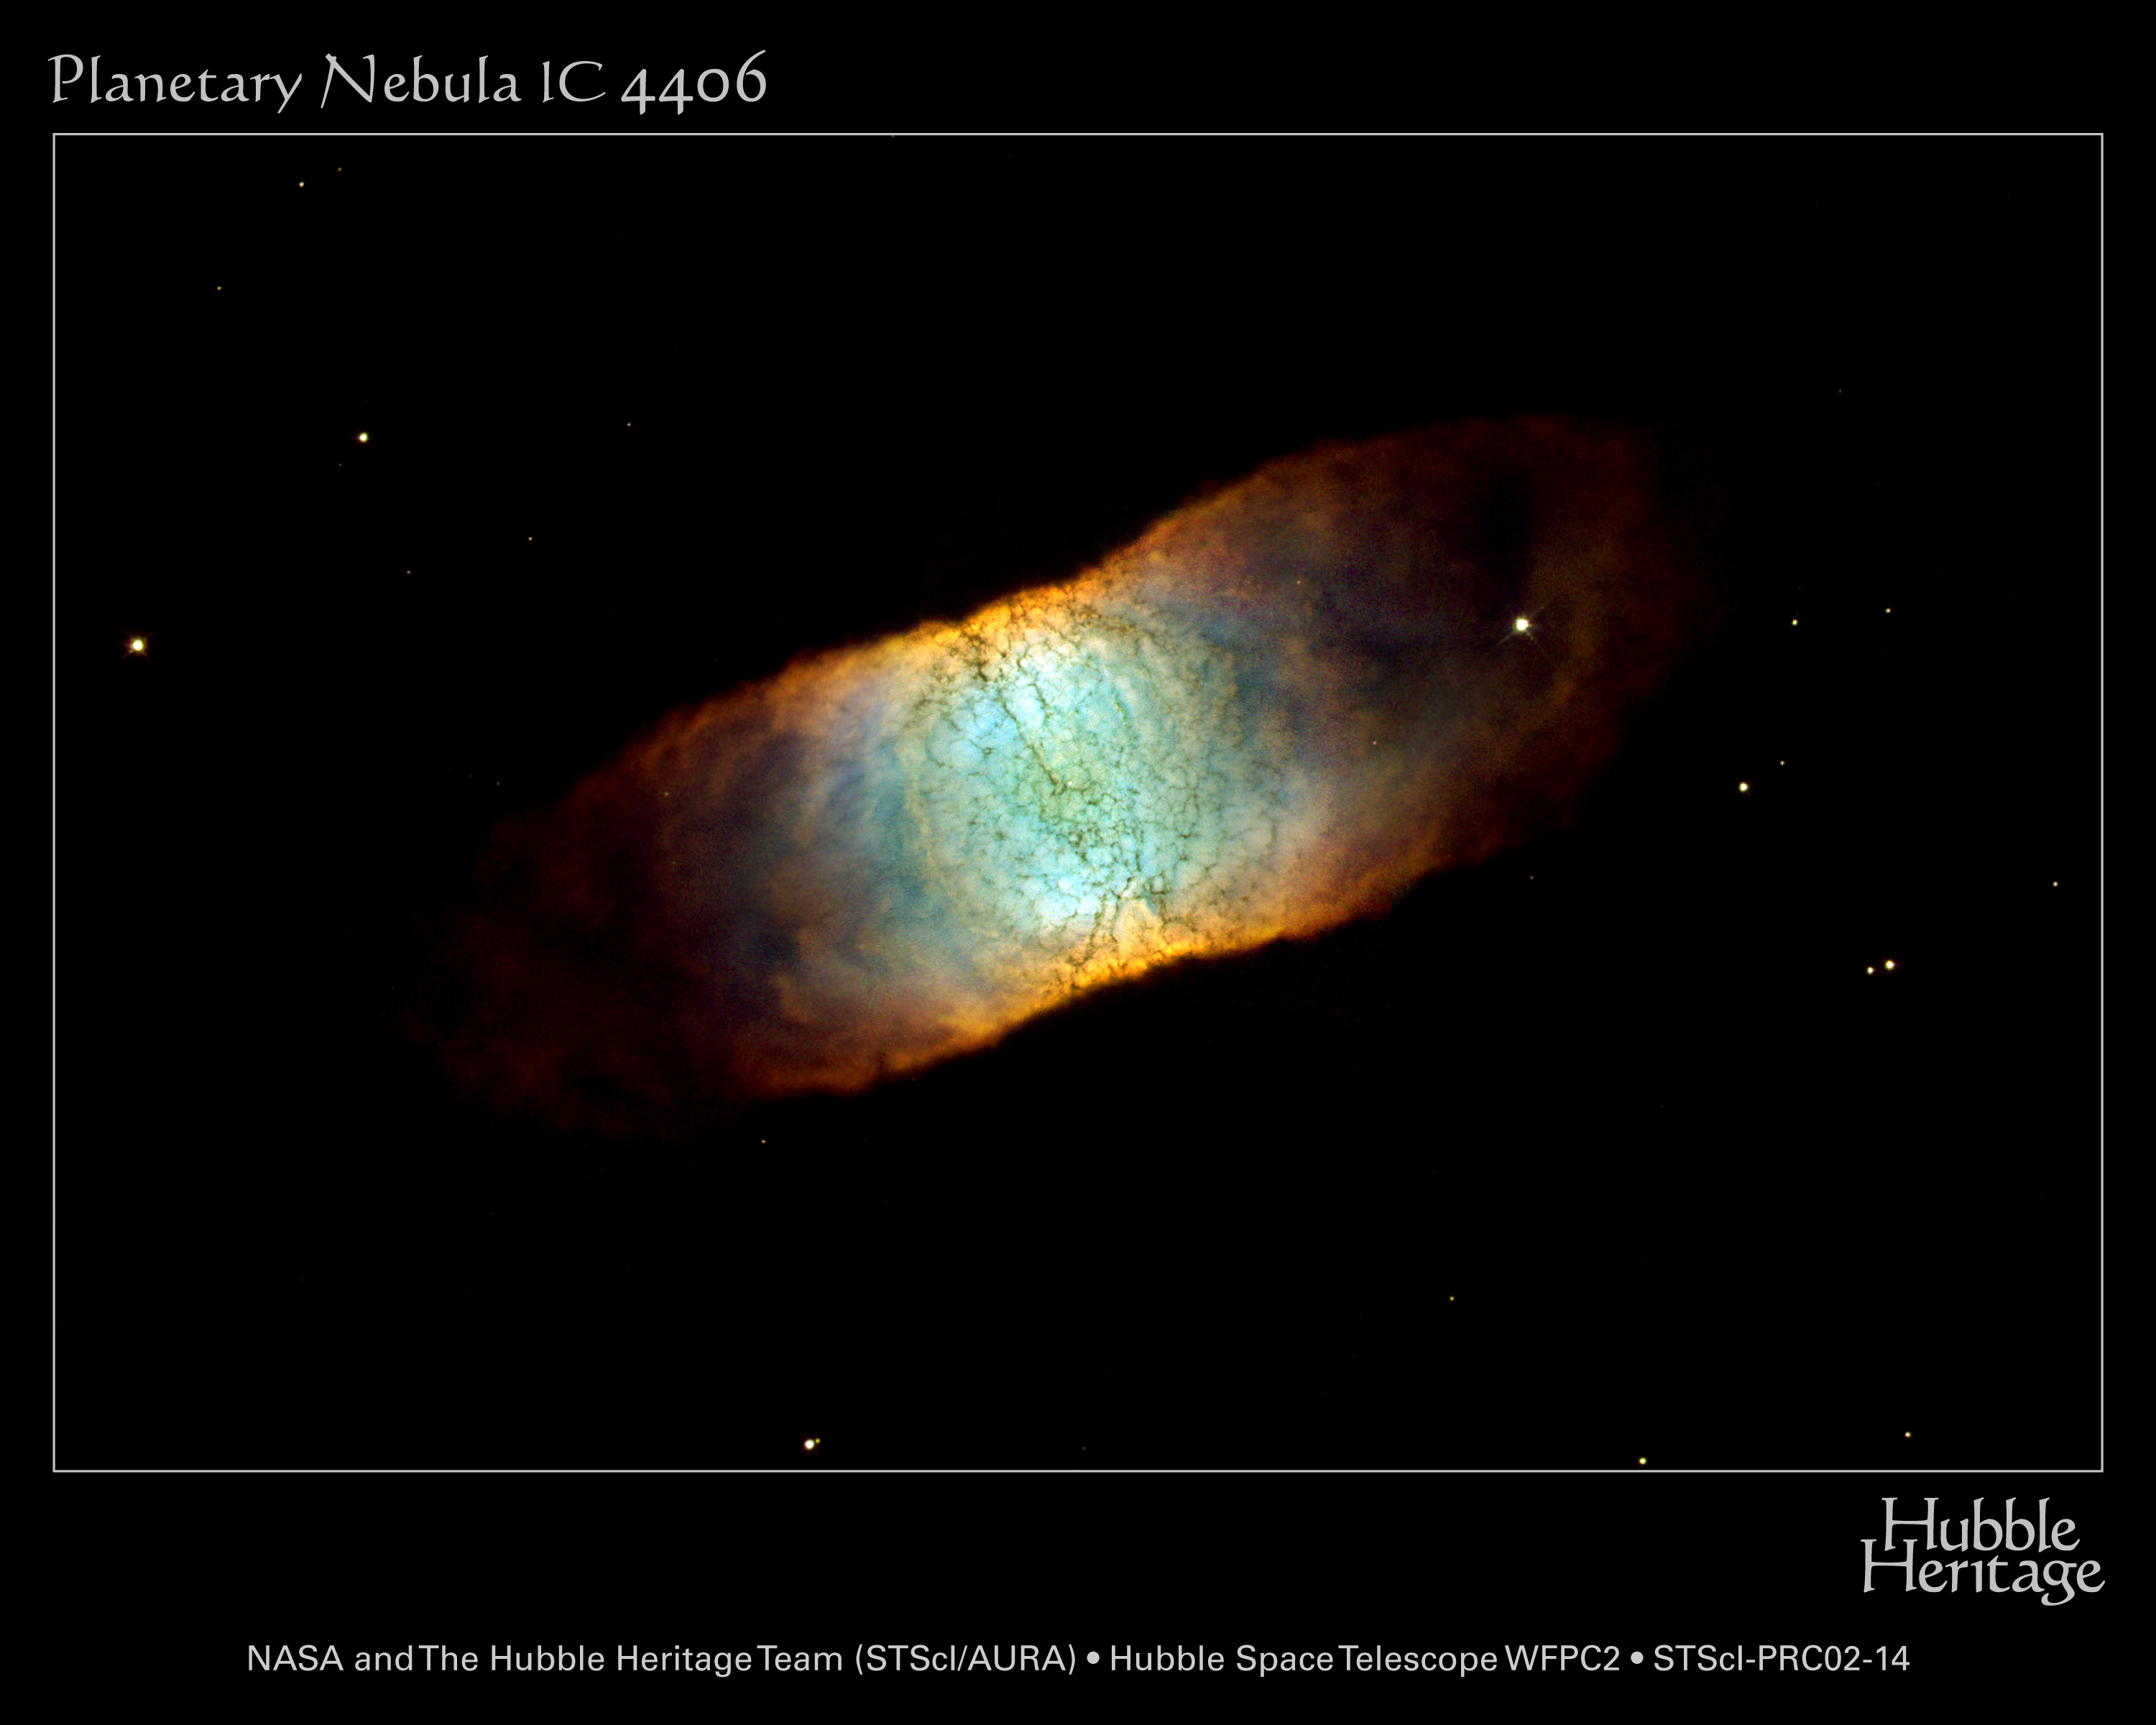 Planetary Nebula IC 4406
Hubble
Heritage
NASA and The Hubble Heritage Team (STScI/AURA) • Hubble Space Telescope WFPC2 • STScI-PRC02-14